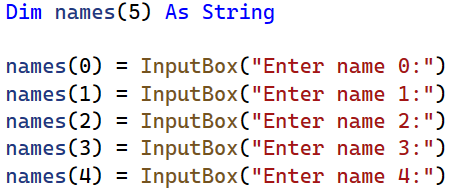 Dim names(5) As String
names(0) = InputBox("Enter name 0:")
names(1) = InputBox("Enter name 1:")
names(2) = InputBox("Enter name 2:")
names(3) = InputBox("Enter name 3:")
names(4) = InputBox("Enter name 4:")